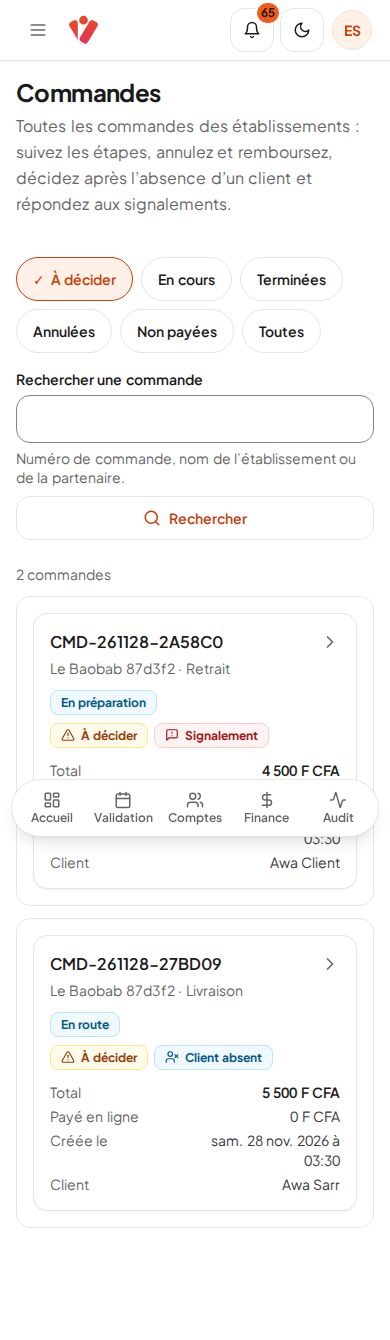 65
ES
Commandes
Toutes les commandes des établissements :
suivez les étapes, annulez et remboursez,
décidez après l’absence d’un client et
répondez aux signalements.
✓ À décider
En cours
Terminées
Annulées
Non payées
Toutes
Rechercher une commande
Numéro de commande, nom de l’établissement ou
de la partenaire.
Rechercher
2 commandes
CMD-261128-2A58C0
Le Baobab 87d3f2 · Retrait
En préparation
À décider
Signalement
Total 4 500 F CFA
Accueil
Validation
Comptes
Finance
Audit
03:30
Client Awa Client
CMD-261128-27BD09
Le Baobab 87d3f2 · Livraison
En route
À décider
Client absent
Total 5 500 F CFA
Payé en ligne 0 F CFA
Créée le sam. 28 nov. 2026 à
03:30
Client Awa Sarr